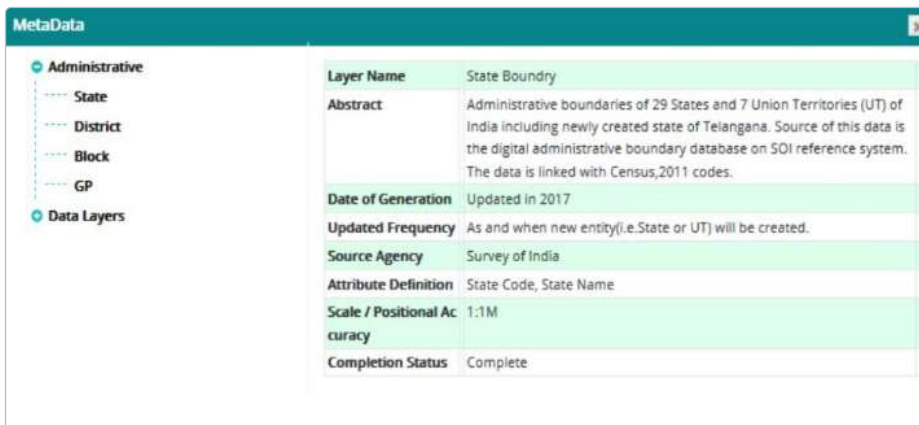 MetaData
Administrative
State
District
Block
GP
Data Layers
Layer Name State Boundry
Abstract Administrative boundaries of 29 States and 7 Union Territories (UT) of
India including newly created state of Telangana. Source of this data is
the digital administrative boundary database on SOI reference system.
The data is linked with Census,2011 codes.
Date of Generation Updated in 2017
Updated Frequency As and when new entity(i.e.State or UT) will be created.
Source Agency Survey of India
Attribute Definition State Code, State Name
Scale / Positional Ac 1:1M
curacy
Completion Status Complete